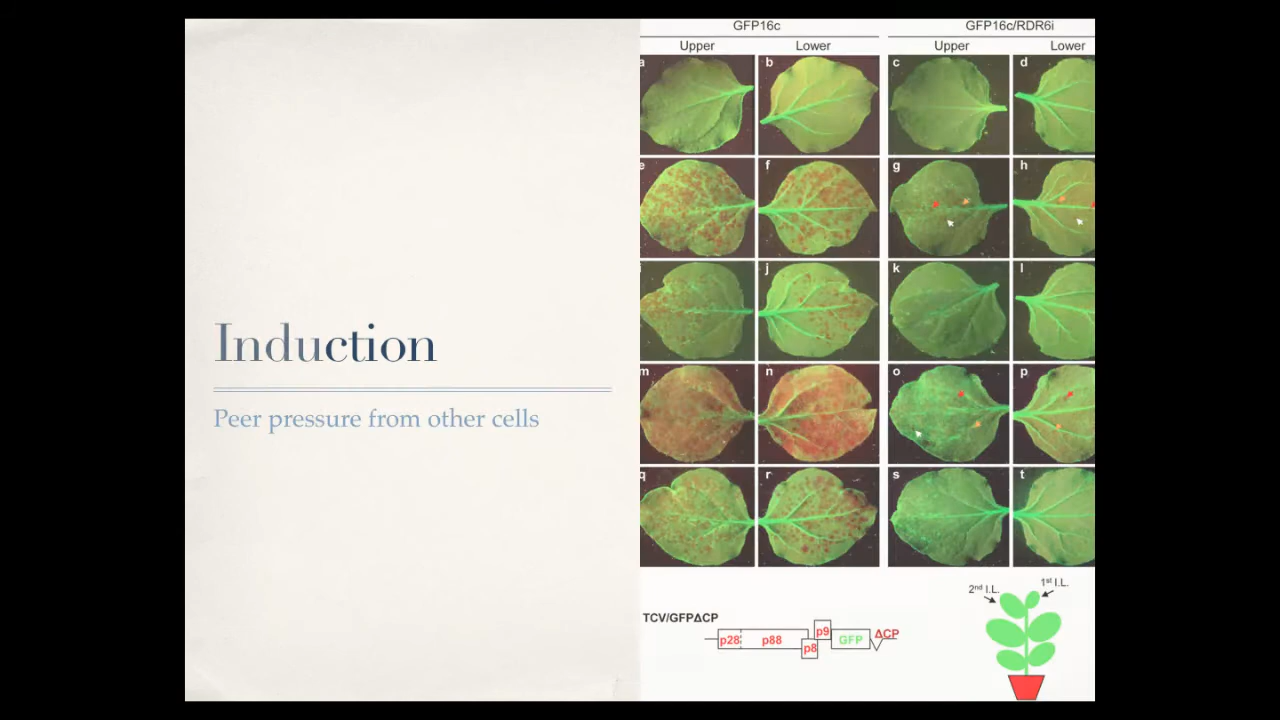 Induction
Peer pressure from other cells
GFP16c
GFP16c/RDR6i
Upper
Lower
Upper
Lower
a
b
c
d
e
f
g
h
i
j
k
l
m
n
o
p
q
r
s
t
TCV/GFPΔCP
p28
p88
p8
p9
GFP
ΔCP
2nd I.L.
1st I.L.